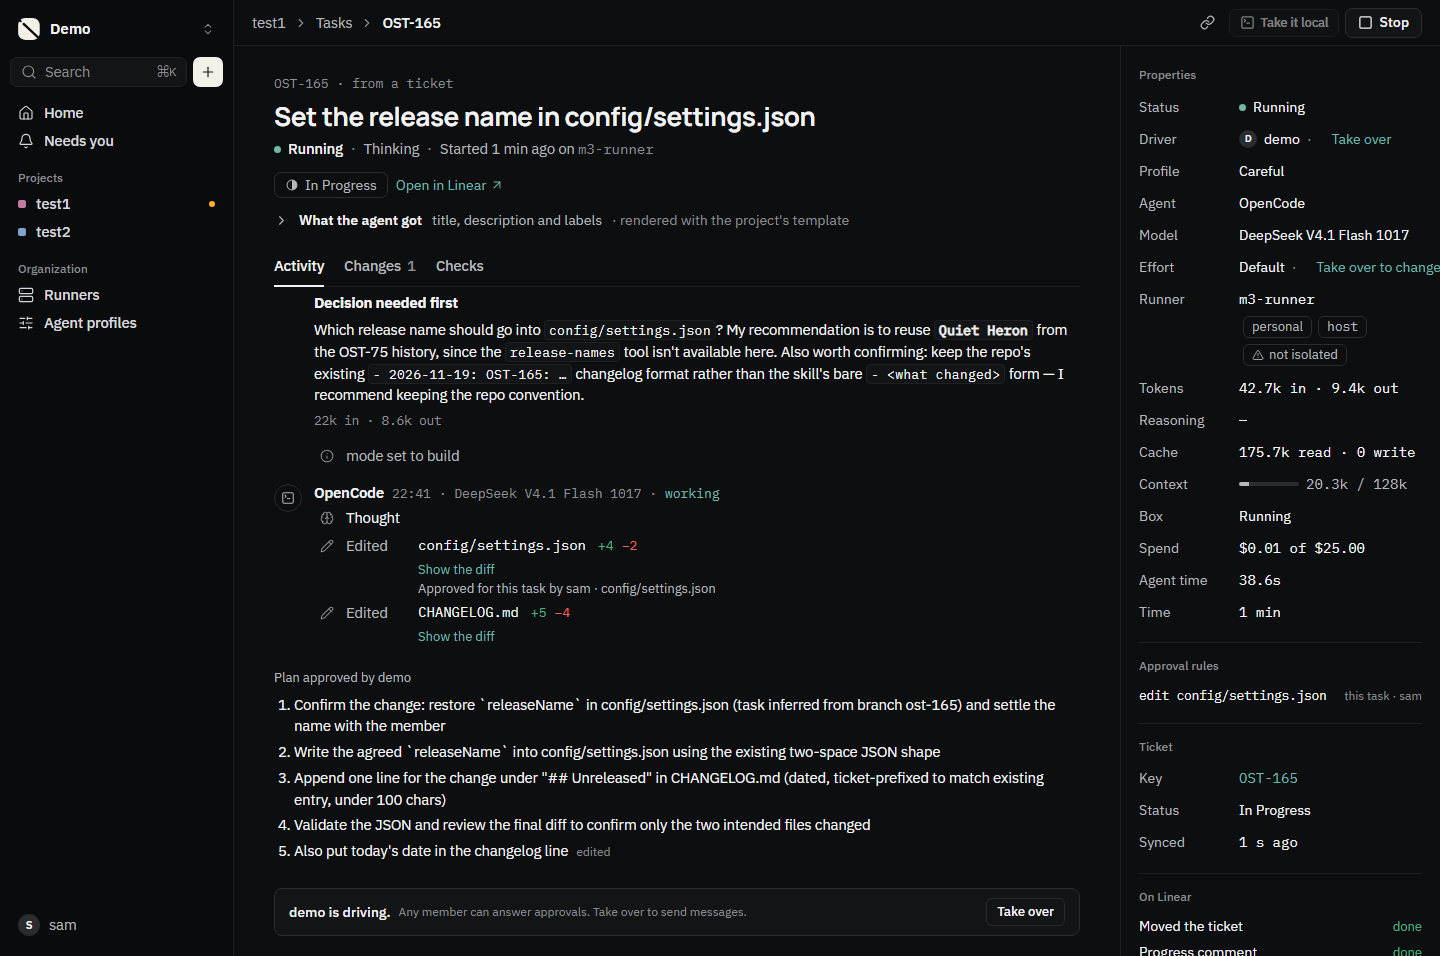 Demo
Search ⌘K
Home
Needs you
Projects
test1
test2
Organization
Runners
Agent profiles
S sam
test1 > Tasks > OST-165
Take it local
Stop
OST-165 · from a ticket
Set the release name in config/settings.json
Running · Thinking · Started 1 min ago on m3-runner
In Progress Open in Linear ↗
What the agent got title, description and labels · rendered with the project's template
Activity Changes 1 Checks
Decision needed first
Which release name should go into config/settings.json ? My recommendation is to reuse Quiet Heron from
the OST-75 history, since the release-names tool isn't available here. Also worth confirming: keep the repo's
existing - 2026-11-19: OST-165: … changelog format rather than the skill's bare - <what changed> form — I
recommend keeping the repo convention.
22k in · 8.6k out
mode set to build
OpenCode 22:41 · DeepSeek V4.1 Flash 1017 · working
Thought
Edited config/settings.json +4 −2
Show the diff
Approved for this task by sam · config/settings.json
Edited CHANGELOG.md +5 −4
Show the diff
Plan approved by demo
1. Confirm the change: restore `releaseName` in config/settings.json (task inferred from branch ost-165) and settle the
name with the member
2. Write the agreed `releaseName` into config/settings.json using the existing two-space JSON shape
3. Append one line for the change under "## Unreleased" in CHANGELOG.md (dated, ticket-prefixed to match existing
entry, under 100 chars)
4. Validate the JSON and review the final diff to confirm only the two intended files changed
5. Also put today's date in the changelog line edited
demo is driving. Any member can answer approvals. Take over to send messages.
Take over
Properties
Status Running
Driver D demo · Take over
Profile Careful
Agent OpenCode
Model DeepSeek V4.1 Flash 1017
Effort Default · Take over to change
Runner m3-runner
personal host
not isolated
Tokens 42.7k in · 9.4k out
Reasoning —
Cache 175.7k read · 0 write
Context 20.3k / 128k
Box Running
Spend $0.01 of $25.00
Agent time 38.6s
Time 1 min
Approval rules
edit config/settings.json this task · sam
Ticket
Key OST-165
Status In Progress
Synced 1 s ago
On Linear
Moved the ticket done
Progress comment done